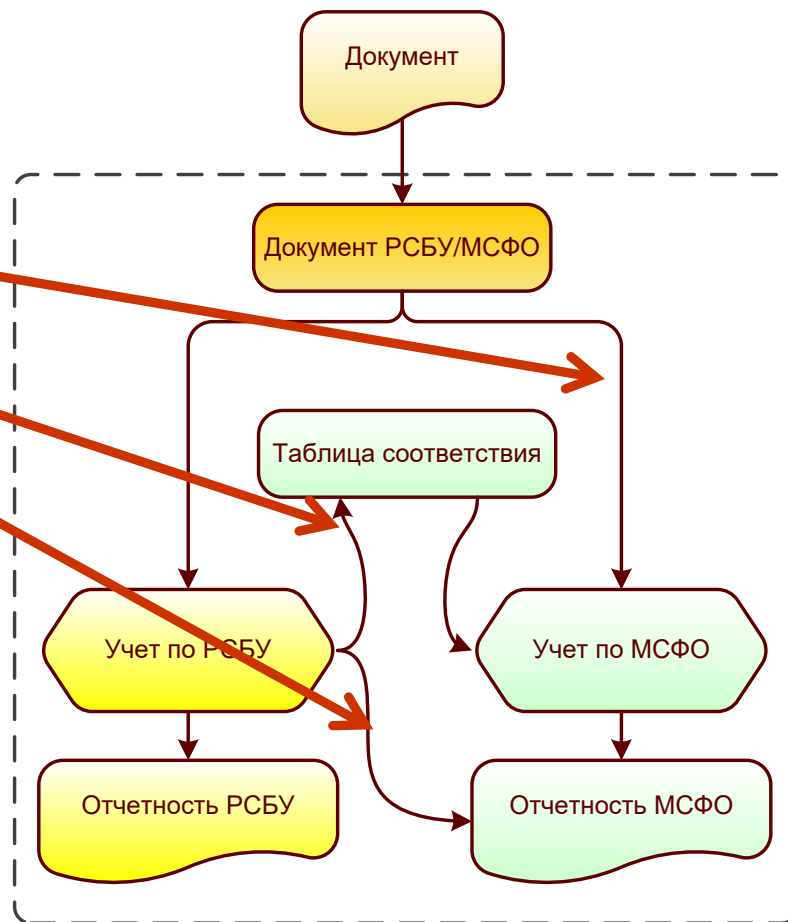 Документ
Документ РСБУ/МСФО
Таблица соответствия
Учет по РСБУ
Учет по МСФО
Отчетность РСБУ
Отчетность МСФО